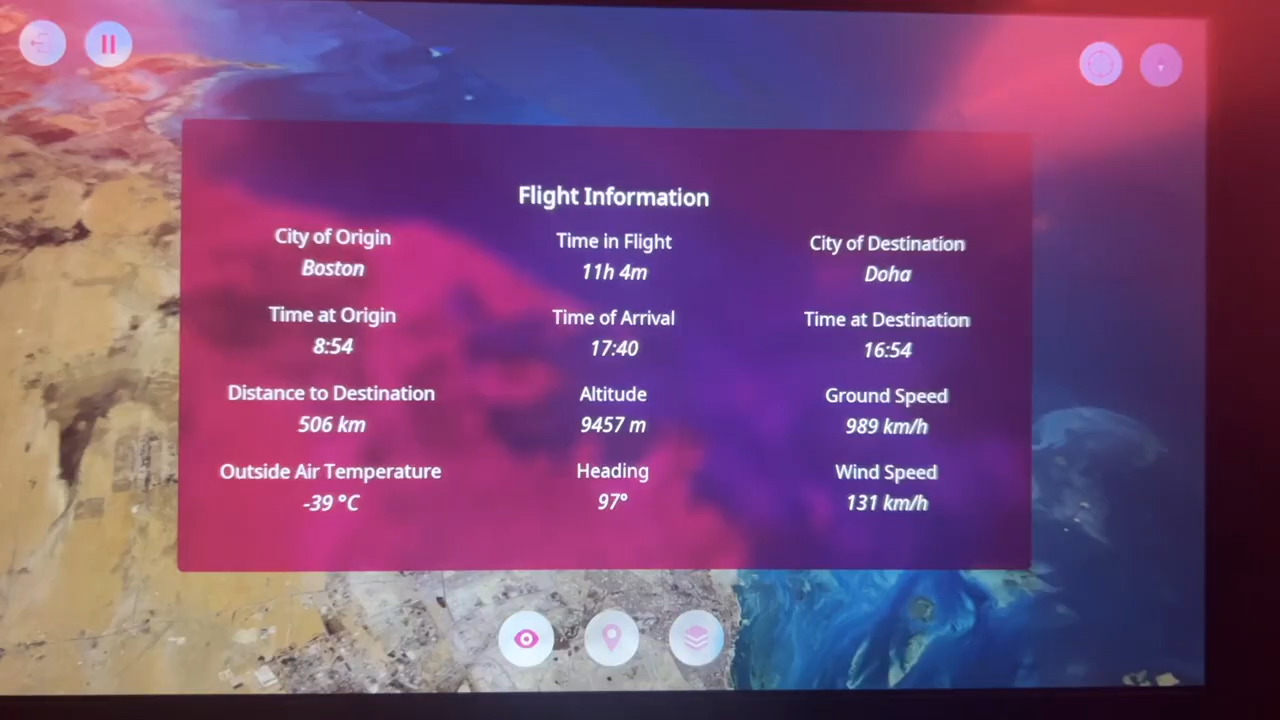 Flight Information
City of Origin
Boston
Time in Flight
11h 4m
City of Destination
Doha
Time at Origin
8:54
Time of Arrival
17:40
Time at Destination
16:54
Distance to Destination
506 km
Altitude
9457 m
Ground Speed
989 km/h
Outside Air Temperature
-39 °C
Heading
97°
Wind Speed
131 km/h